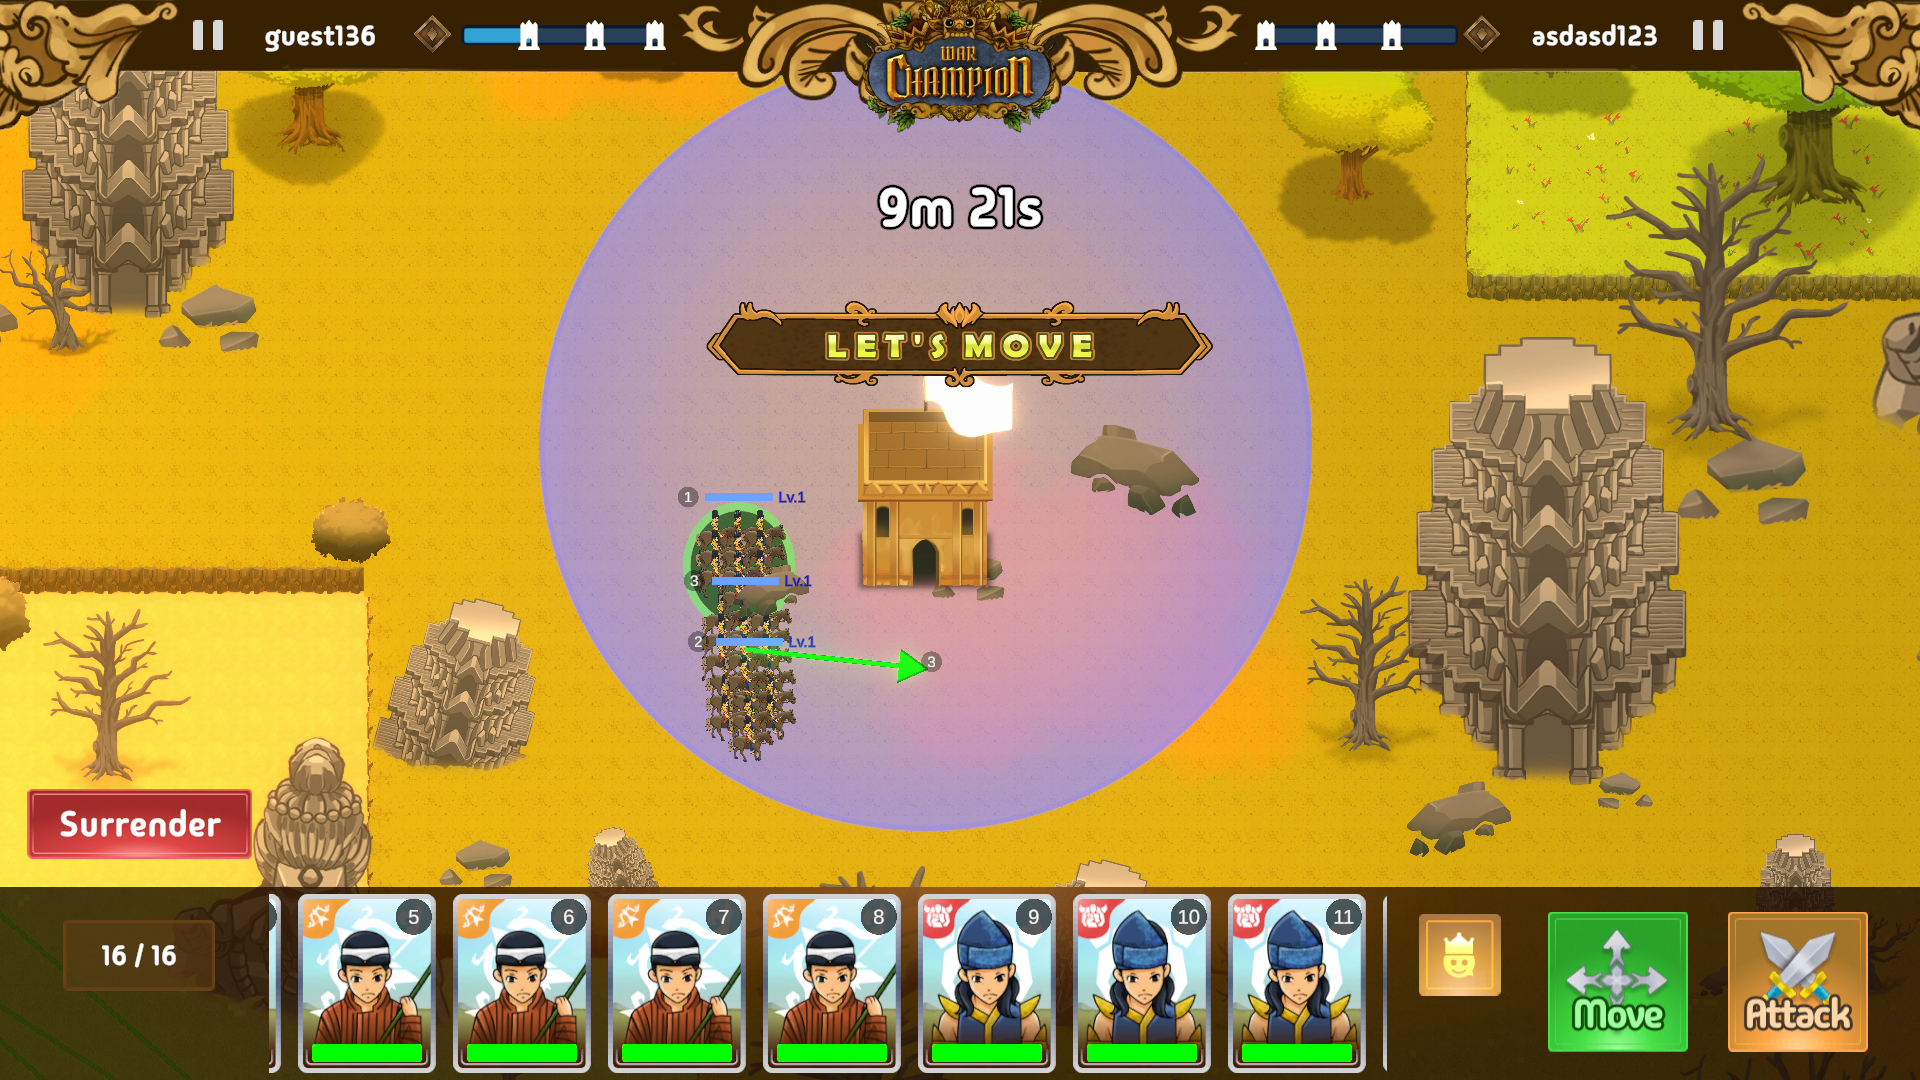 guest136
WAR
CHAMPION
asdasd123
9m 21s
LET'S MOVE
1 Lv.1
3 Lv.1
2 Lv.1
3
Surrender
16 / 16
5
6
7
8
9
10
11
Move
Attack